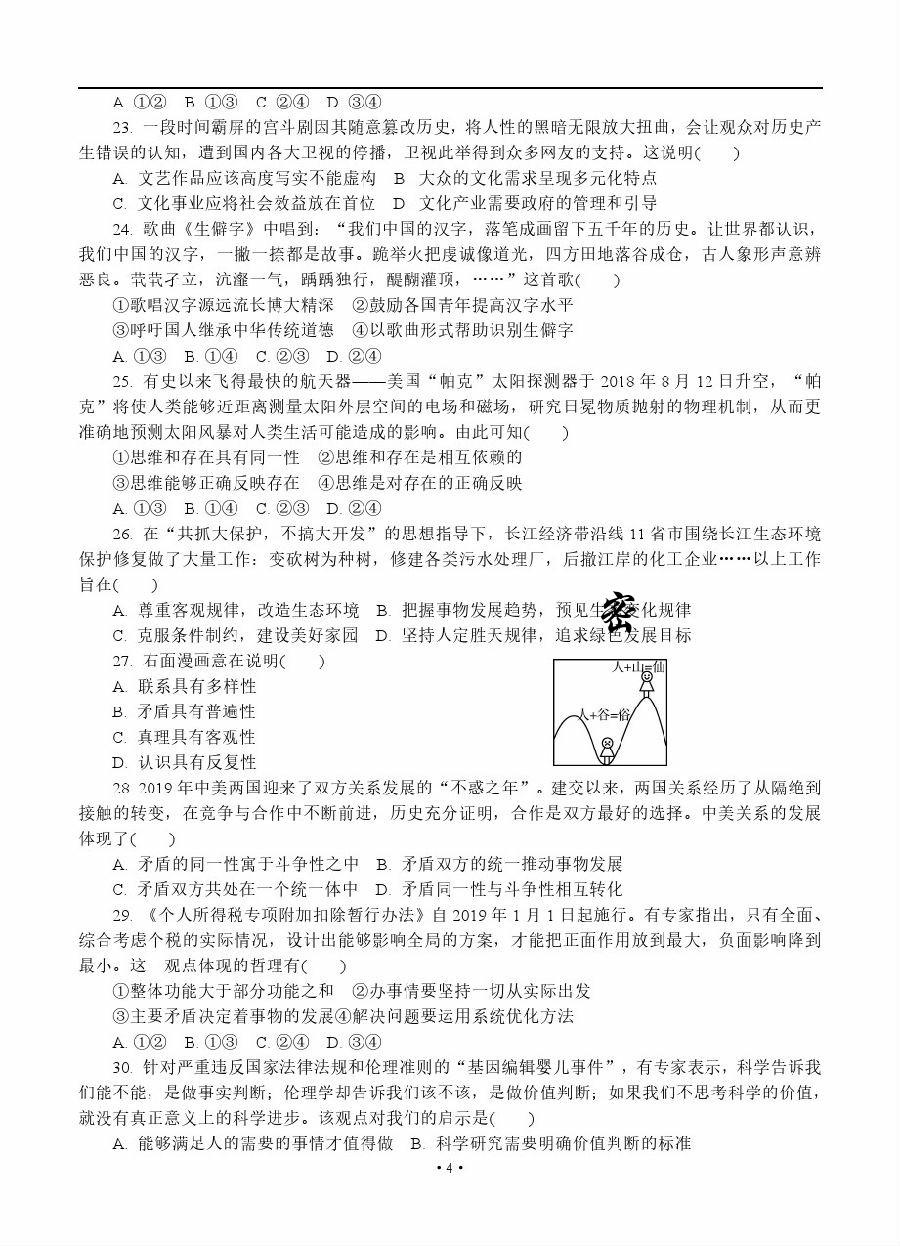 A. ①② B. ①③ C. ②④ D. ③④
23. 一段时间霸屏的宫斗剧因其随意篡改历史，将人性的黑暗无限放大扭曲，会让观众对历史产
生错误的认知，遭到国内各大卫视的停播，卫视此举得到众多网友的支持。这说明( )
A. 文艺作品应该高度写实不能虚构 B 大众的文化需求呈现多元化特点
C. 文化事业应将社会效益放在首位 D 文化产业需要政府的管理和引导
24. 歌曲《生僻字》中唱到：“我们中国的汉字，落笔成画留下五千年的历史。让世界都认识，
我们中国的汉字，一撇一捺都是故事。跪举火把虔诚像道光，四方田地落谷成仓，古人象形声意辨
恶良。茕茕孑立，沆瀣一气，踽踽独行，醍醐灌顶，……”这首歌( )
①歌唱汉字源远流长博大精深 ②鼓励各国青年提高汉字水平
③呼吁国人继承中华传统道德 ④以歌曲形式帮助识别生僻字
A. ①③ B. ①④ C. ②③ D. ②④
25. 有史以来飞得最快的航天器——美国“帕克”太阳探测器于 2018 年 8 月 12 日升空，“帕
克”将使人类能够近距离测量太阳外层空间的电场和磁场，研究日冕物质抛射的物理机制，从而更
准确地预测太阳风暴对人类生活可能造成的影响。由此可知( )
①思维和存在具有同一性 ②思维和存在是相互依赖的
③思维能够正确反映存在 ④思维是对存在的正确反映
A. ①③ B. ①④ C. ②③ D. ②④
26. 在“共抓大保护，不搞大开发”的思想指导下，长江经济带沿线 11 省市围绕长江生态环境
保护修复做了大量工作：变砍树为种树，修建各类污水处理厂，后撤江岸的化工企业……以上工作
旨在( )
A. 尊重客观规律，改造生态环境 B. 把握事物发展趋势，预见生 变化规律
密
C. 克服条件制约，建设美好家园 D. 坚持人定胜天规律，追求绿色发展目标
27. 右面漫画意在说明( )
人+山=仙
A. 联系具有多样性
B. 矛盾具有普遍性
人+谷=俗
C. 真理具有客观性
D. 认识具有反复性
28. 2019 年中美两国迎来了双方关系发展的“不惑之年”。建交以来，两国关系经历了从隔绝到
接触的转变，在竞争与合作中不断前进，历史充分证明，合作是双方最好的选择。中美关系的发展
体现了( )
A. 矛盾的同一性寓于斗争性之中 B. 矛盾双方的统一推动事物发展
C. 矛盾双方共处在一个统一体中 D. 矛盾同一性与斗争性相互转化
29. 《个人所得税专项附加扣除暂行办法》自 2019 年 1 月 1 日起施行。有专家指出，只有全面、
综合考虑个税的实际情况，设计出能够影响全局的方案，才能把正面作用放到最大，负面影响降到
最小。这 观点体现的哲理有( )
①整体功能大于部分功能之和 ②办事情要坚持一切从实际出发
③主要矛盾决定着事物的发展④解决问题要运用系统优化方法
A. ①② B. ①③ C. ②④ D. ③④
30. 针对严重违反国家法律法规和伦理准则的“基因编辑婴儿事件”，有专家表示，科学告诉我
们能不能，是做事实判断；伦理学却告诉我们该不该，是做价值判断；如果我们不思考科学的价值，
就没有真正意义上的科学进步。该观点对我们的启示是( )
A. 能够满足人的需要的事情才值得做 B. 科学研究需要明确价值判断的标准
·4·